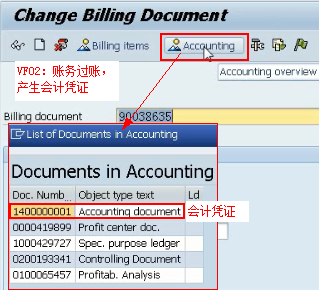 Change Billing Document
Billing items
Accounting
VF02: 账务过账，
产生会计凭证
Accounting overview
Billing document
90038635
List of Documents in Accounting
Documents in Accounting
Doc. Numb... Object type text Ld
1400000001 Accounting document 会计凭证
0000419899 Profit center doc.
1000429727 Spec. purpose ledger
0200193341 Controlling Document
0100065457 Profitab. Analysis